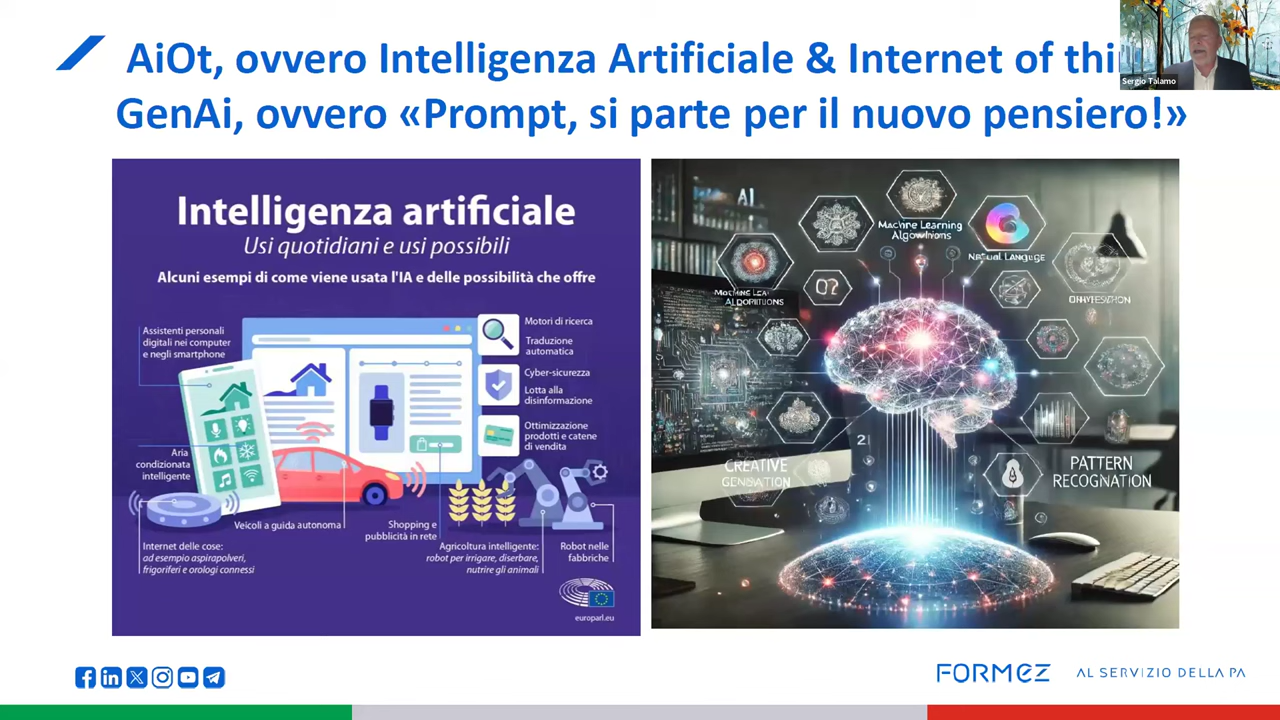 AiOt, ovvero Intelligenza Artificiale & Internet of thi
GenAi, ovvero «Prompt, si parte per il nuovo pensiero!»
Sergio Talamo
Intelligenza artificiale
Usi quotidiani e usi possibili
Alcuni esempi di come viene usata l'IA e delle possibilità che offre
Assistenti personali
digitali nei computer
e negli smartphone
Motori di ricerca
Traduzione
automatica
Cyber-sicurezza
Lotta alla
disinformazione
Ottimizzazione
prodotti e catene
di vendita
Aria
condizionata
intelligente
Veicoli a guida autonoma
Shopping e
pubblicità in rete
Internet delle cose:
ad esempio aspirapolveri,
frigoriferi e orologi connessi
Agricoltura intelligente:
robot per irrigare, diserbare,
nutrire gli animali
Robot nelle
fabbriche
europarl.eu
AI
Machine Learning
CREATIVE
PATTERN
RECOGNATION
FORMEZ
AL SERVIZIO DELLA PA